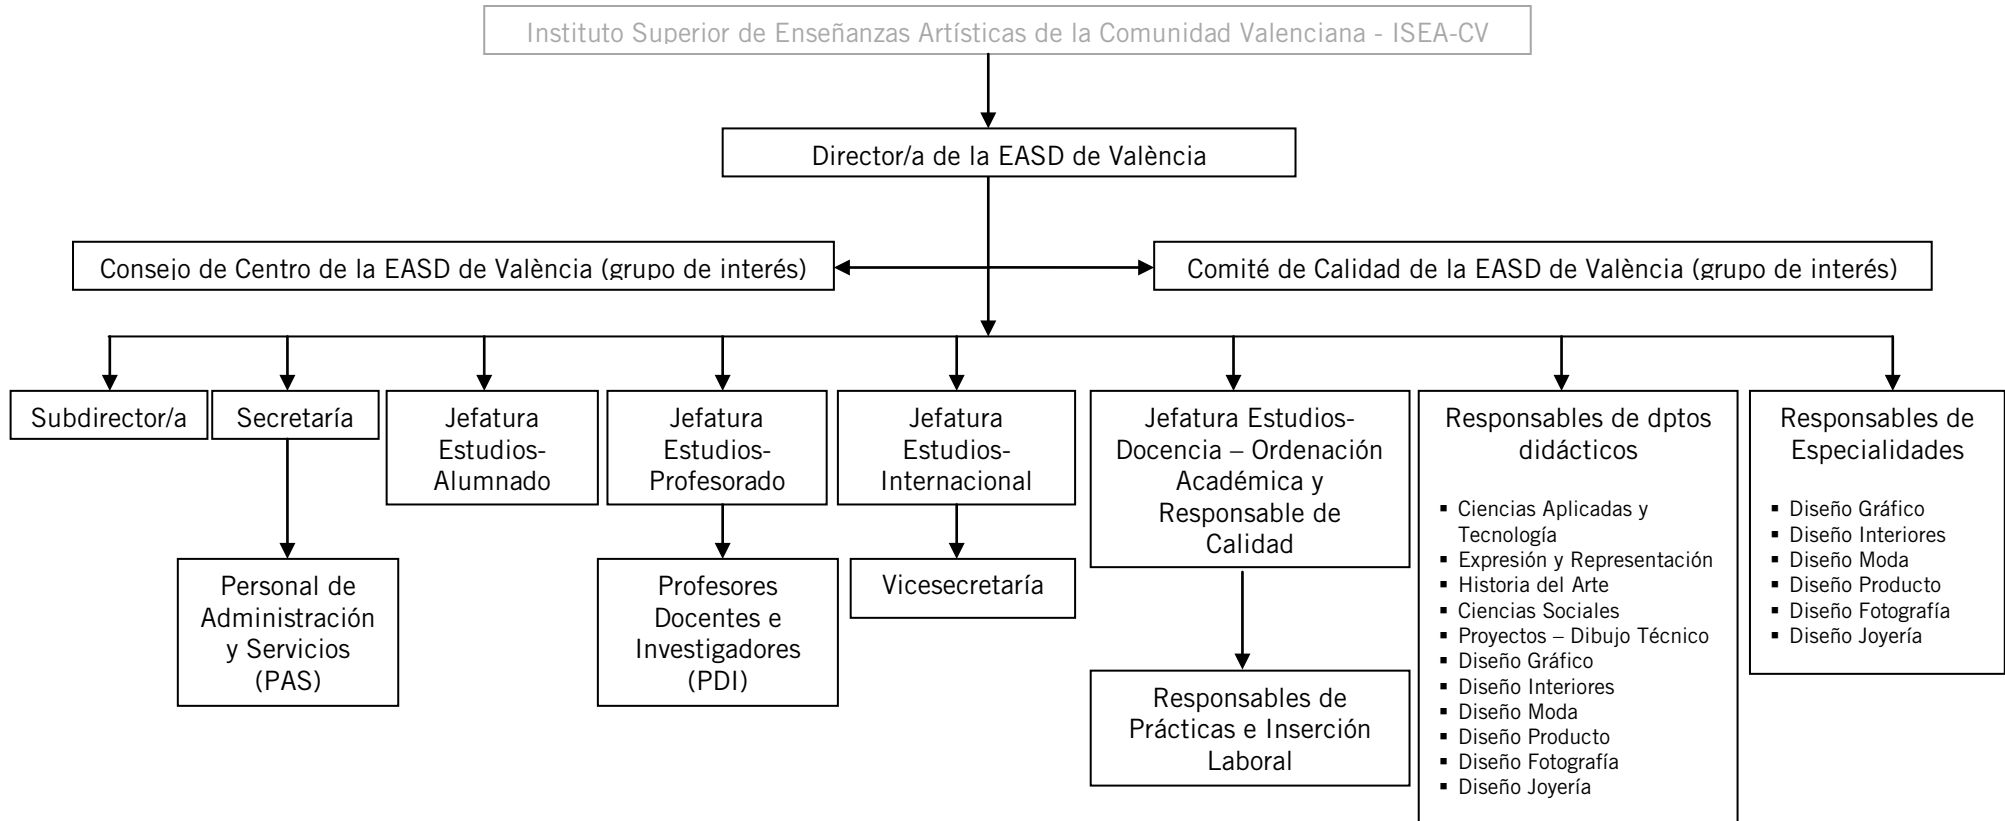 Instituto Superior de Enseñanzas Artísticas de la Comunidad Valenciana - ISEA-CV
Director/a de la EASD de València
Consejo de Centro de la EASD de València (grupo de interés)
Comité de Calidad de la EASD de València (grupo de interés)
Subdirector/a
Secretaría
Jefatura
Estudios-
Alumnado
Jefatura
Estudios-
Profesorado
Jefatura
Estudios-
Internacional
Jefatura Estudios-
Docencia – Ordenación
Académica y
Responsable de
Calidad
Responsables de dptos
didácticos
▪ Ciencias Aplicadas y
Tecnología
▪ Expresión y Representación
▪ Historia del Arte
▪ Ciencias Sociales
▪ Proyectos – Dibujo Técnico
▪ Diseño Gráfico
▪ Diseño Interiores
▪ Diseño Moda
▪ Diseño Producto
▪ Diseño Fotografía
▪ Diseño Joyería
Responsables de
Especialidades
▪ Diseño Gráfico
▪ Diseño Interiores
▪ Diseño Moda
▪ Diseño Producto
▪ Diseño Fotografía
▪ Diseño Joyería
Personal de
Administración
y Servicios
(PAS)
Profesores
Docentes e
Investigadores
(PDI)
Vicesecretaría
Responsables de
Prácticas e Inserción
Laboral